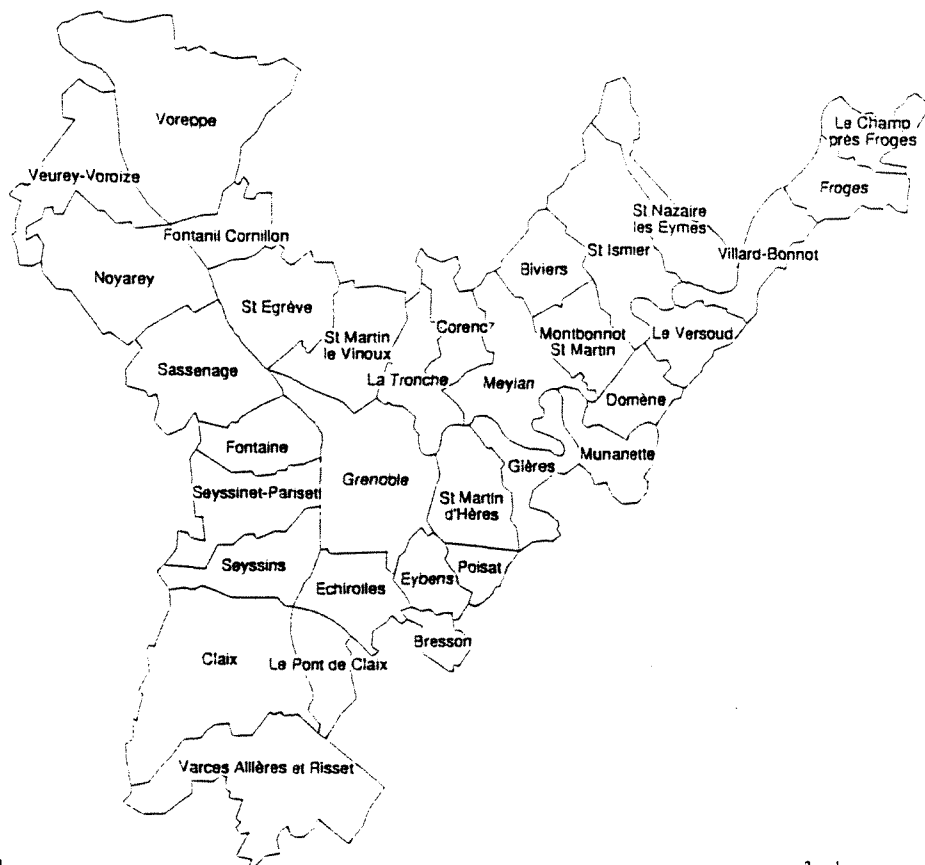 Voreppe
Le Champ
près Froges
Veurey-Voroize
Froges
St Nazaire
les Eymes
Fontanil Cornillon
St Ismier
Villard-Bonnot
Biviers
Noyarey
St Egrève
St Martin
le Vinoux
Corenc
Montbonnot
St Martin
Le Versoud
Sassenage
La Tronche
Meylan
Domène
Fontaine
Munanette
Gières
Grenoble
Seyssinet-Pariset
St Martin
d'Hères
Seyssins
Poisat
Eybens
Echirolles
Bresson
Claix
Le Pont de Claix
Varces Allières et Risset